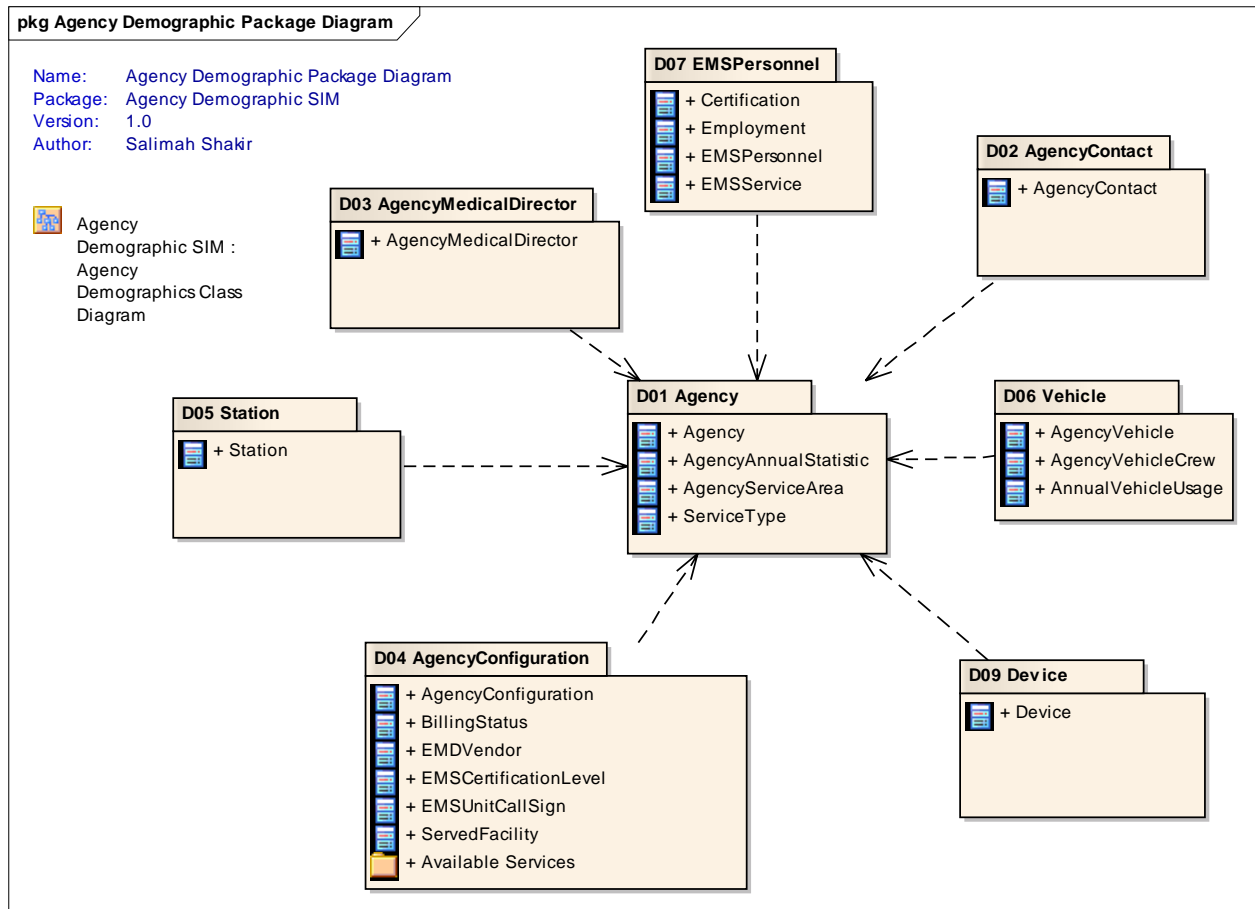 pkg Agency Demographic Package Diagram
Name: Agency Demographic Package Diagram
Package: Agency Demographic SIM
Version: 1.0
Author: Salimah Shakir
Agency
Demographic SIM :
Agency
Demographics Class
Diagram
D07 EMSPersonnel
+ Certification
+ Employment
+ EMSPersonnel
+ EMSService
D02 AgencyContact
+ AgencyContact
D03 AgencyMedicalDirector
+ AgencyMedicalDirector
D05 Station
+ Station
D01 Agency
+ Agency
+ AgencyAnnualStatistic
+ AgencyServiceArea
+ ServiceType
D06 Vehicle
+ AgencyVehicle
+ AgencyVehicleCrew
+ AnnualVehicleUsage
D04 AgencyConfiguration
+ AgencyConfiguration
+ BillingStatus
+ EMDVendor
+ EMSCertificationLevel
+ EMSUnitCallSign
+ ServedFacility
+ Available Services
D09 Device
+ Device